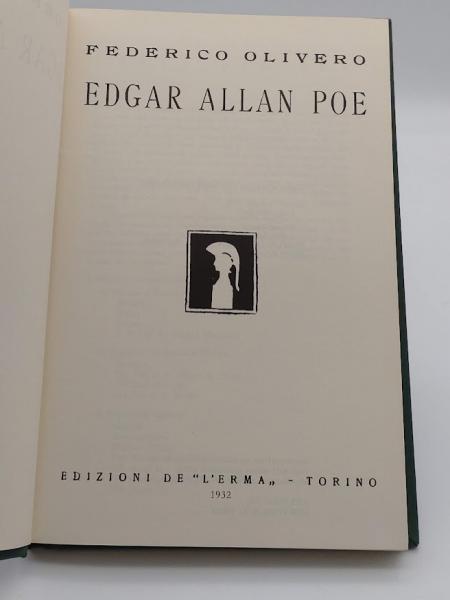 FEDERICO OLIVERO
EDGAR ALLAN POE
EDIZIONI DE "L'ERMA„ - TORINO
1932